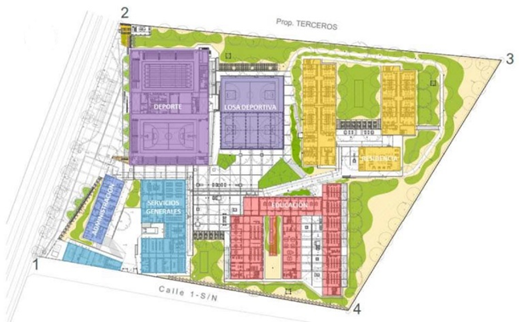 2
Prop. TERCEROS
3
DEPORTE
LOSA DEPORTIVA
RESIDENCIA
SERVICIOS
GENERALES
ADMINISTRACIÓN
EDUCACIÓN
1
Calle 1-S/N
4